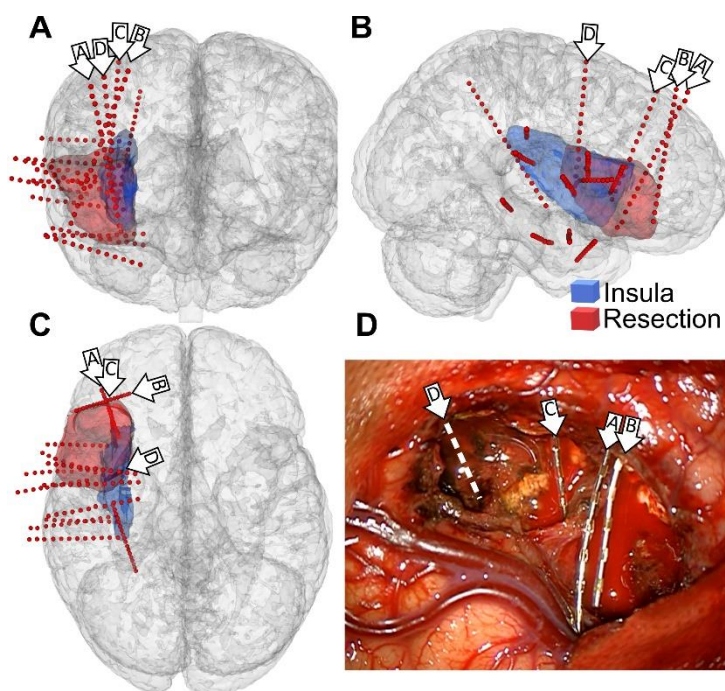 A
A D C B
B
D C B A
Insula
Resection
C
A C B
D
D
D C A B